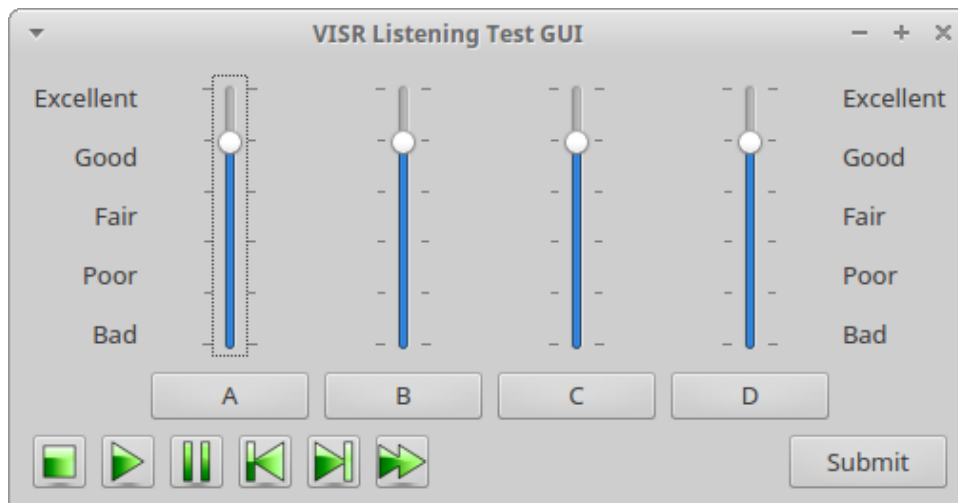 VISR Listening Test GUI
Excellent Excellent
Good Good
Fair Fair
Poor Poor
Bad Bad
A B C D
Submit